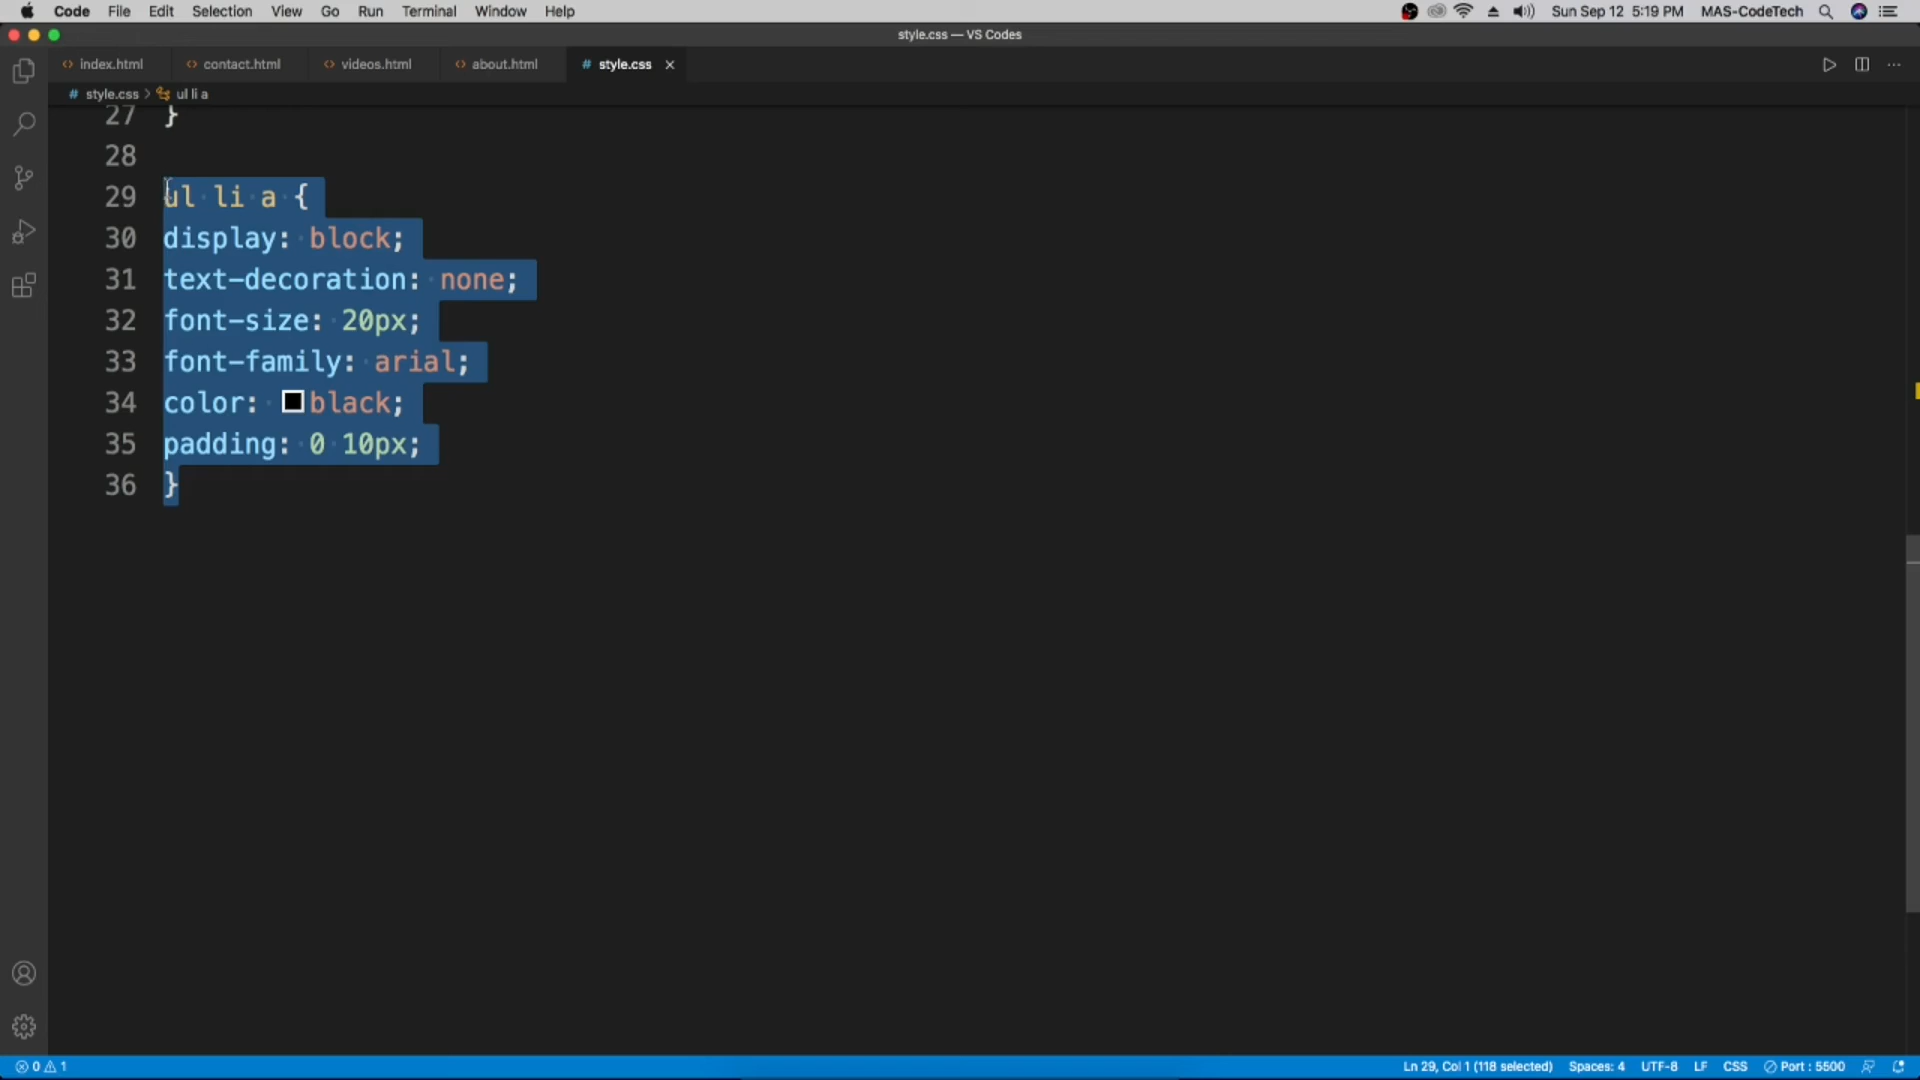 Code File Edit Selection View Go Run Terminal Window Help Sun Sep 12 5:19 PM MAS-CodeTech
style.css — VS Codes
index.html contact.html videos.html about.html # style.css
# style.css > ul li a
27 }
28
29 ul li a {
30 display: block;
31 text-decoration: none;
32 font-size: 20px;
33 font-family: arial;
34 color: black;
35 padding: 0 10px;
36 }
0 1 Ln 29, Col 1 (118 selected) Spaces: 4 UTF-8 LF CSS Port : 5500